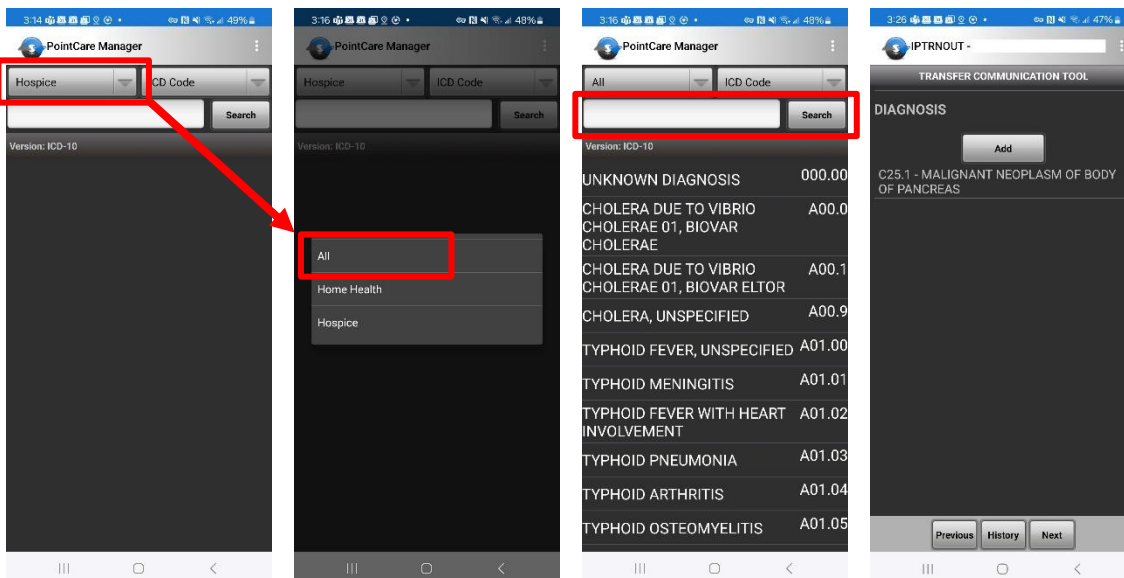 3:14 49%
PointCare Manager
Hospice ICD Code
Search
Version: ICD-10
3:16 48%
PointCare Manager
Hospice ICD Code
Search
Version: ICD-10
All
Home Health
Hospice
3:16 48%
PointCare Manager
All ICD Code
Search
Version: ICD-10
UNKNOWN DIAGNOSIS 000.00
CHOLERA DUE TO VIBRIO A00.0
CHOLERAE 01, BIOVAR
CHOLERAE
CHOLERA DUE TO VIBRIO A00.1
CHOLERAE 01, BIOVAR ELTOR
CHOLERA, UNSPECIFIED A00.9
TYPHOID FEVER, UNSPECIFIED A01.00
TYPHOID MENINGITIS A01.01
TYPHOID FEVER WITH HEART A01.02
INVOLVEMENT
TYPHOID PNEUMONIA A01.03
TYPHOID ARTHRITIS A01.04
TYPHOID OSTEOMYELITIS A01.05
3:26 47%
IPTRNOUT -
TRANSFER COMMUNICATION TOOL
DIAGNOSIS
Add
C25.1 - MALIGNANT NEOPLASM OF BODY
OF PANCREAS
Previous History Next